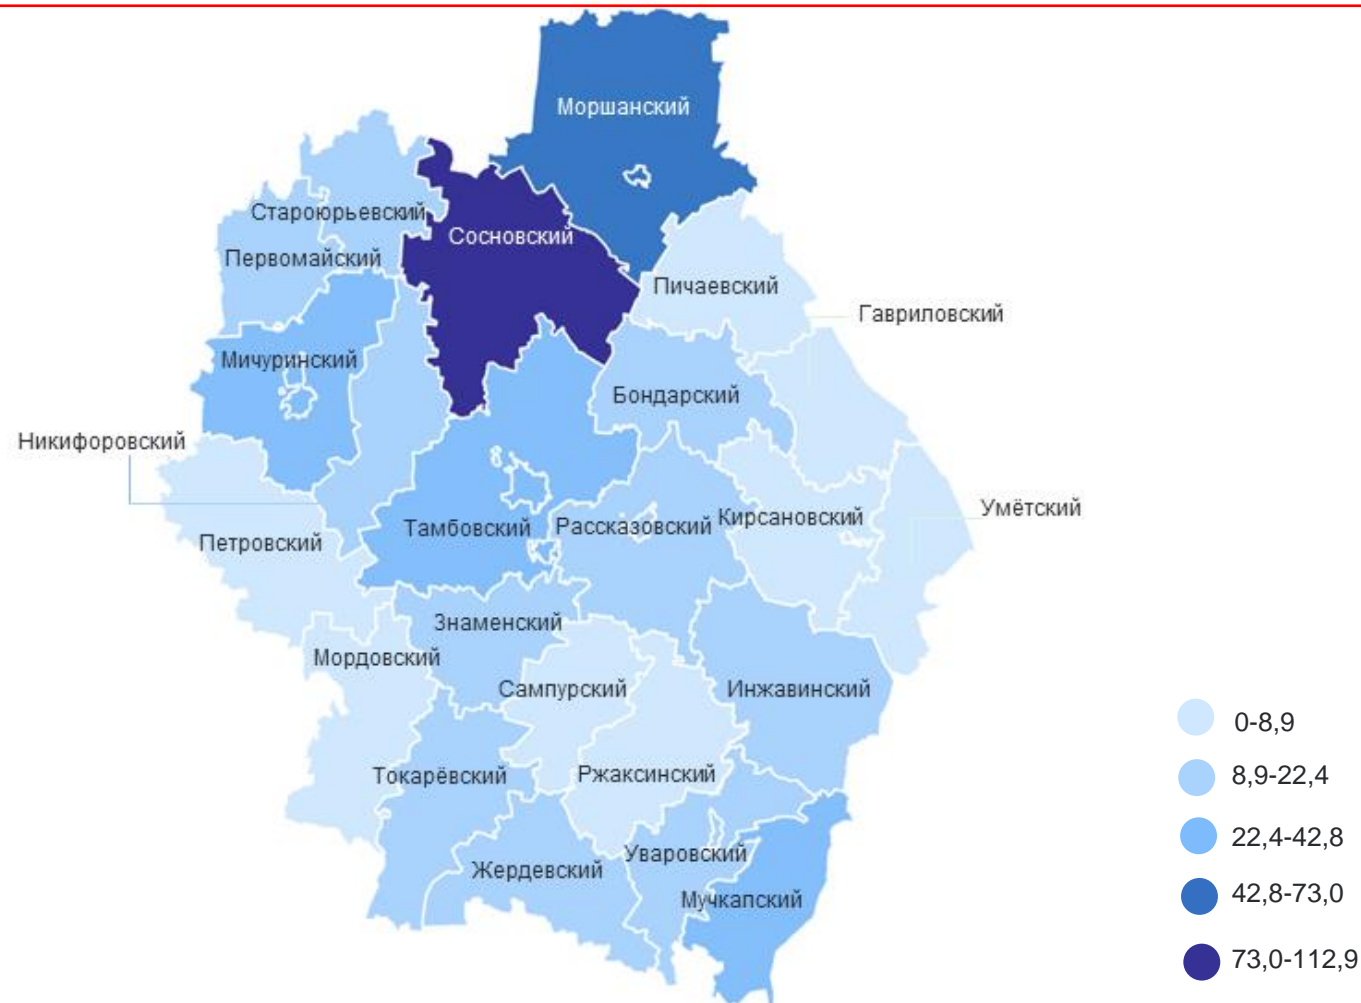 Моршанский
Староюрьевский
Сосновский
Первомайский
Пичаевский
Гавриловский
Мичуринский
Бондарский
Никифоровский
Умётский
Кирсановский
Тамбовский
Рассказовский
Петровский
Знаменский
Мордовский
Сампурский
Инжавинский
Токарёвский
Ржаксинский
Уваровский
Жердевский
Мучкапский
0-8,9
8,9-22,4
22,4-42,8
42,8-73,0
73,0-112,9